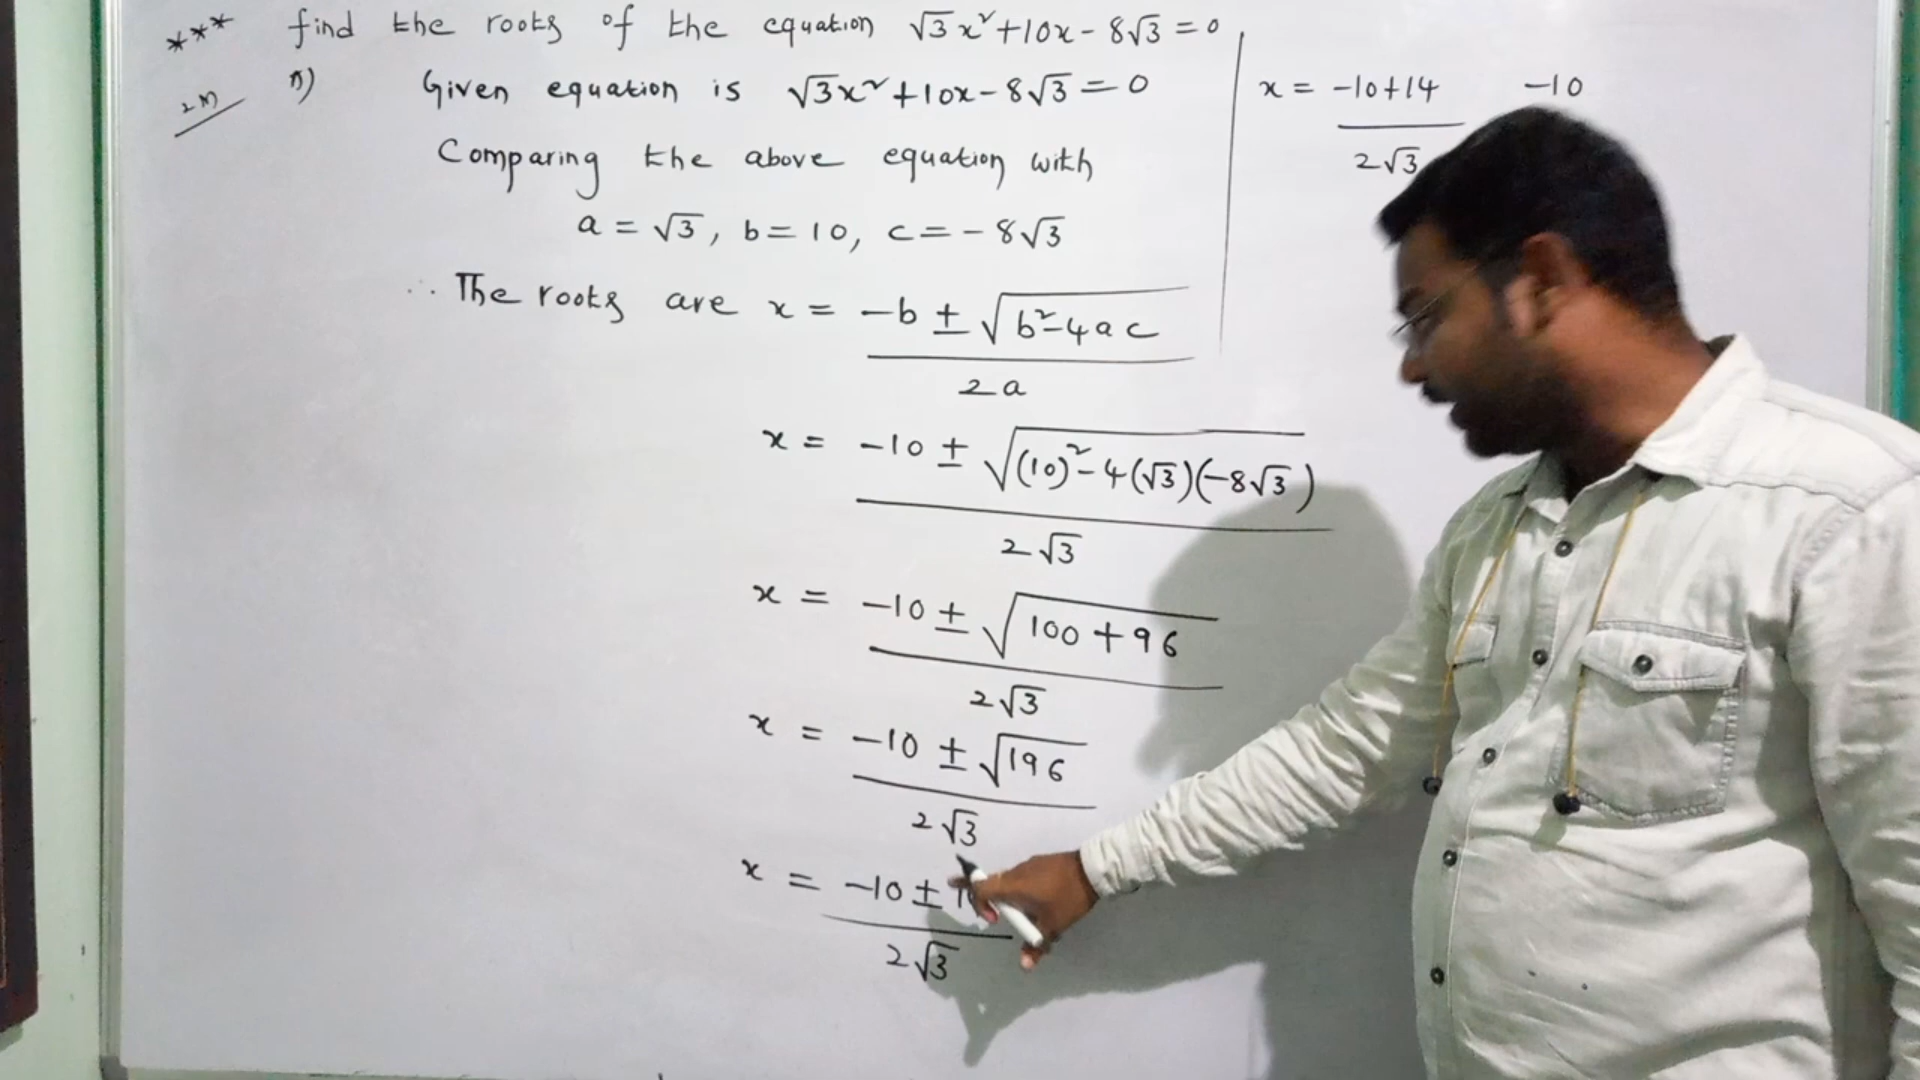 *** find the roots of the equation √3x²+10x-8√3=0
2M
Given equation is √3x²+10x-8√3=0
Comparing the above equation with
a=√3, b=10, c=-8√3
∴ The roots are x = -b±√b²-4ac
2a
x = -10±√(10)²-4(√3)(-8√3)
2√3
x = -10±√100+96
2√3
x = -10±√196
2√3
x = -10±
2√3
x = -10+14 -10
2√3